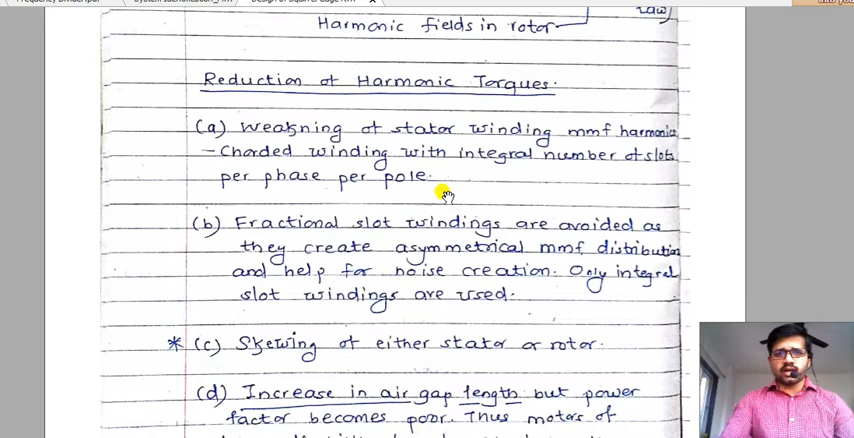 Harmonic fields in rotor
law)
Reduction of Harmonic Torques.
(a) Weakning of stator winding mmf harmonic
- Chorded winding with integral number of slots
per phase per pole.
(b) Fractional slot windings are avoided as
they create asymmetrical mmf distribution
and help for noise creation. Only integral
slot windings are used.
* (c) Skewing of either stator or rotor.
(d) Increase in air gap length but power
factor becomes poor. Thus motors of